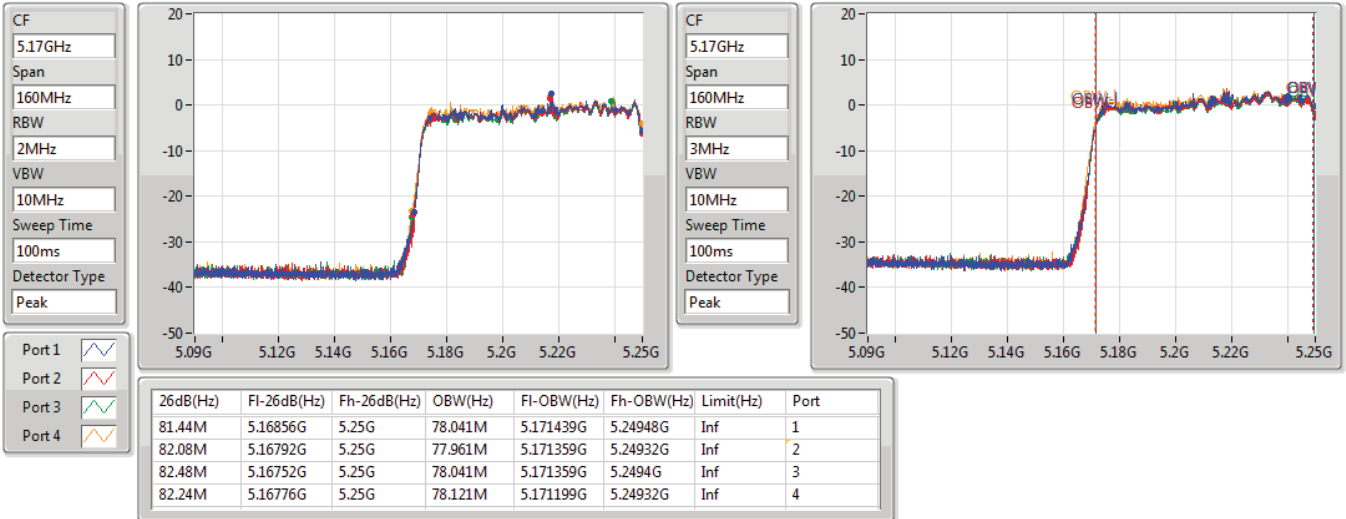 CF
5.17GHz
Span
160MHz
RBW
2MHz
VBW
10MHz
Sweep Time
100ms
Detector Type
Peak
20
10
0
-10
-20
-30
-40
-50
5.09G 5.12G 5.14G 5.16G 5.18G 5.2G 5.22G 5.25G
CF
5.17GHz
Span
160MHz
RBW
3MHz
VBW
10MHz
Sweep Time
100ms
Detector Type
Peak
20
10
0
-10
-20
-30
-40
-50
5.09G 5.12G 5.14G 5.16G 5.18G 5.2G 5.22G 5.25G
Port 1
Port 2
Port 3
Port 4
26dB(Hz) Fl-26dB(Hz) Fh-26dB(Hz) OBW(Hz) Fl-OBW(Hz) Fh-OBW(Hz) Limit(Hz) Port
81.44M 5.16856G 5.25G 78.041M 5.171439G 5.24948G Inf 1
82.08M 5.16792G 5.25G 77.961M 5.171359G 5.24932G Inf 2
82.48M 5.16752G 5.25G 78.041M 5.171359G 5.2494G Inf 3
82.24M 5.16776G 5.25G 78.121M 5.171199G 5.24932G Inf 4